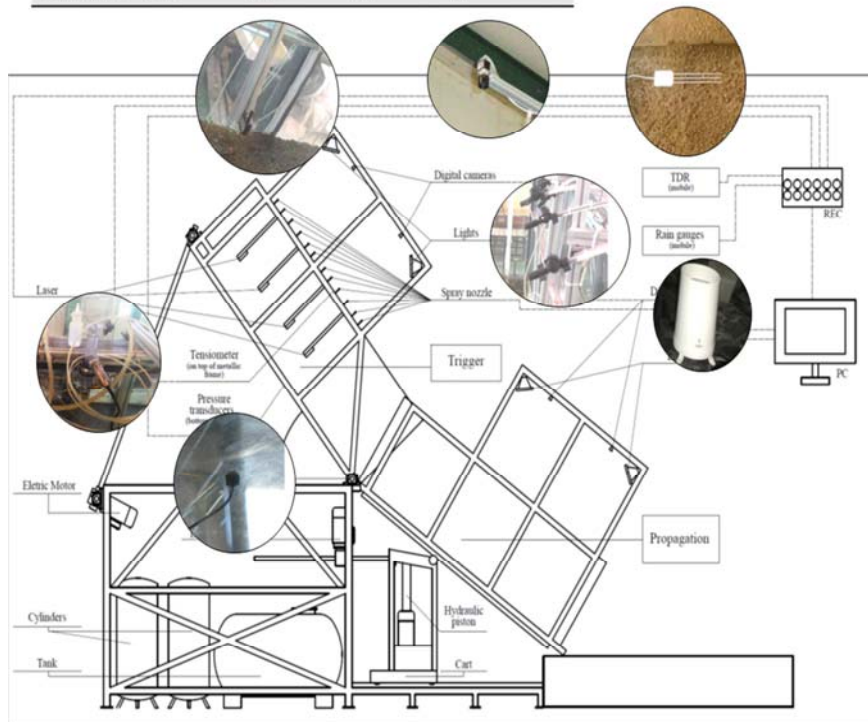 Digital cameras
TDR
(mobile)
REC
Lights
Rain gauges
(mobile)
Laser
Spray nozzle
D
Tensiometer
(on top of metallic
frame)
Trigger
PC
Pressure
transducers
(bottom
Eletric Motor
Propagation
Cylinders
Hydraulic
piston
Tank
Cart